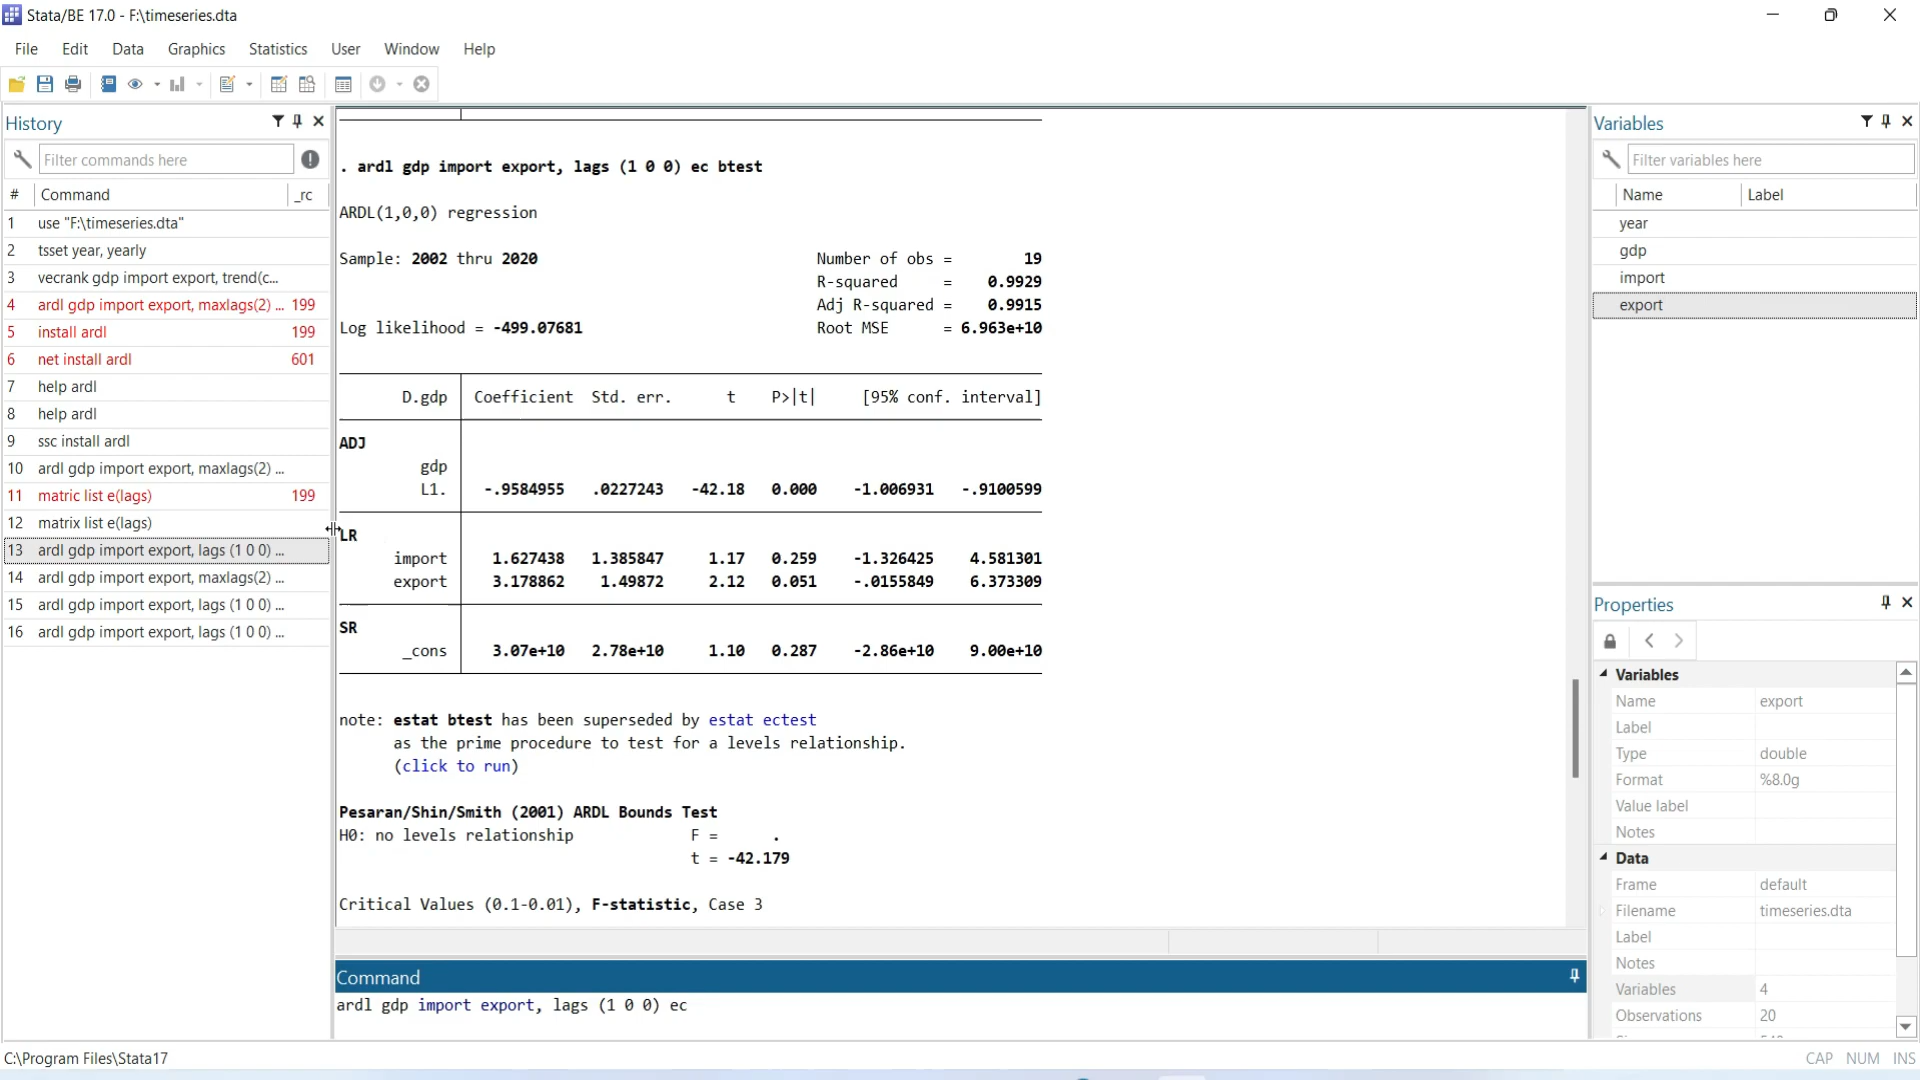 Stata/BE 17.0 - F:\timeseries.dta
File Edit Data Graphics Statistics User Window Help
History
Filter commands here
# Command _rc
1 use "F:\timeseries.dta"
2 tsset year, yearly
3 vecrank gdp import export, trend(c...
4 ardl gdp import export, maxlags(2) ... 199
5 install ardl 199
6 net install ardl 601
7 help ardl
8 help ardl
9 ssc install ardl
10 ardl gdp import export, maxlags(2) ...
11 matric list e(lags) 199
12 matrix list e(lags)
13 ardl gdp import export, lags (1 0 0) ...
14 ardl gdp import export, maxlags(2) ...
15 ardl gdp import export, lags (1 0 0) ...
16 ardl gdp import export, lags (1 0 0) ...
. ardl gdp import export, lags (1 0 0) ec btest
ARDL(1,0,0) regression
Sample: 2002 thru 2020 Number of obs = 19
R-squared = 0.9929
Adj R-squared = 0.9915
Log likelihood = -499.07681 Root MSE = 6.963e+10
D.gdp Coefficient Std. err. t P>|t| [95% conf. interval]
ADJ
gdp
L1. -.9584955 .0227243 -42.18 0.000 -1.006931 -.9100599
LR
import 1.627438 1.385847 1.17 0.259 -1.326425 4.581301
export 3.178862 1.49872 2.12 0.051 -.0155849 6.373309
SR
_cons 3.07e+10 2.78e+10 1.10 0.287 -2.86e+10 9.00e+10
note: estat btest has been superseded by estat ectest
as the prime procedure to test for a levels relationship.
(click to run)
Pesaran/Shin/Smith (2001) ARDL Bounds Test
H0: no levels relationship F = .
t = -42.179
Critical Values (0.1-0.01), F-statistic, Case 3
Command
ardl gdp import export, lags (1 0 0) ec
Variables
Filter variables here
Name Label
year
gdp
import
export
Properties
Variables
Name export
Label
Type double
Format %8.0g
Value label
Notes
Data
Frame default
Filename timeseries.dta
Label
Notes
Variables 4
Observations 20
C:\Program Files\Stata17
CAP NUM INS